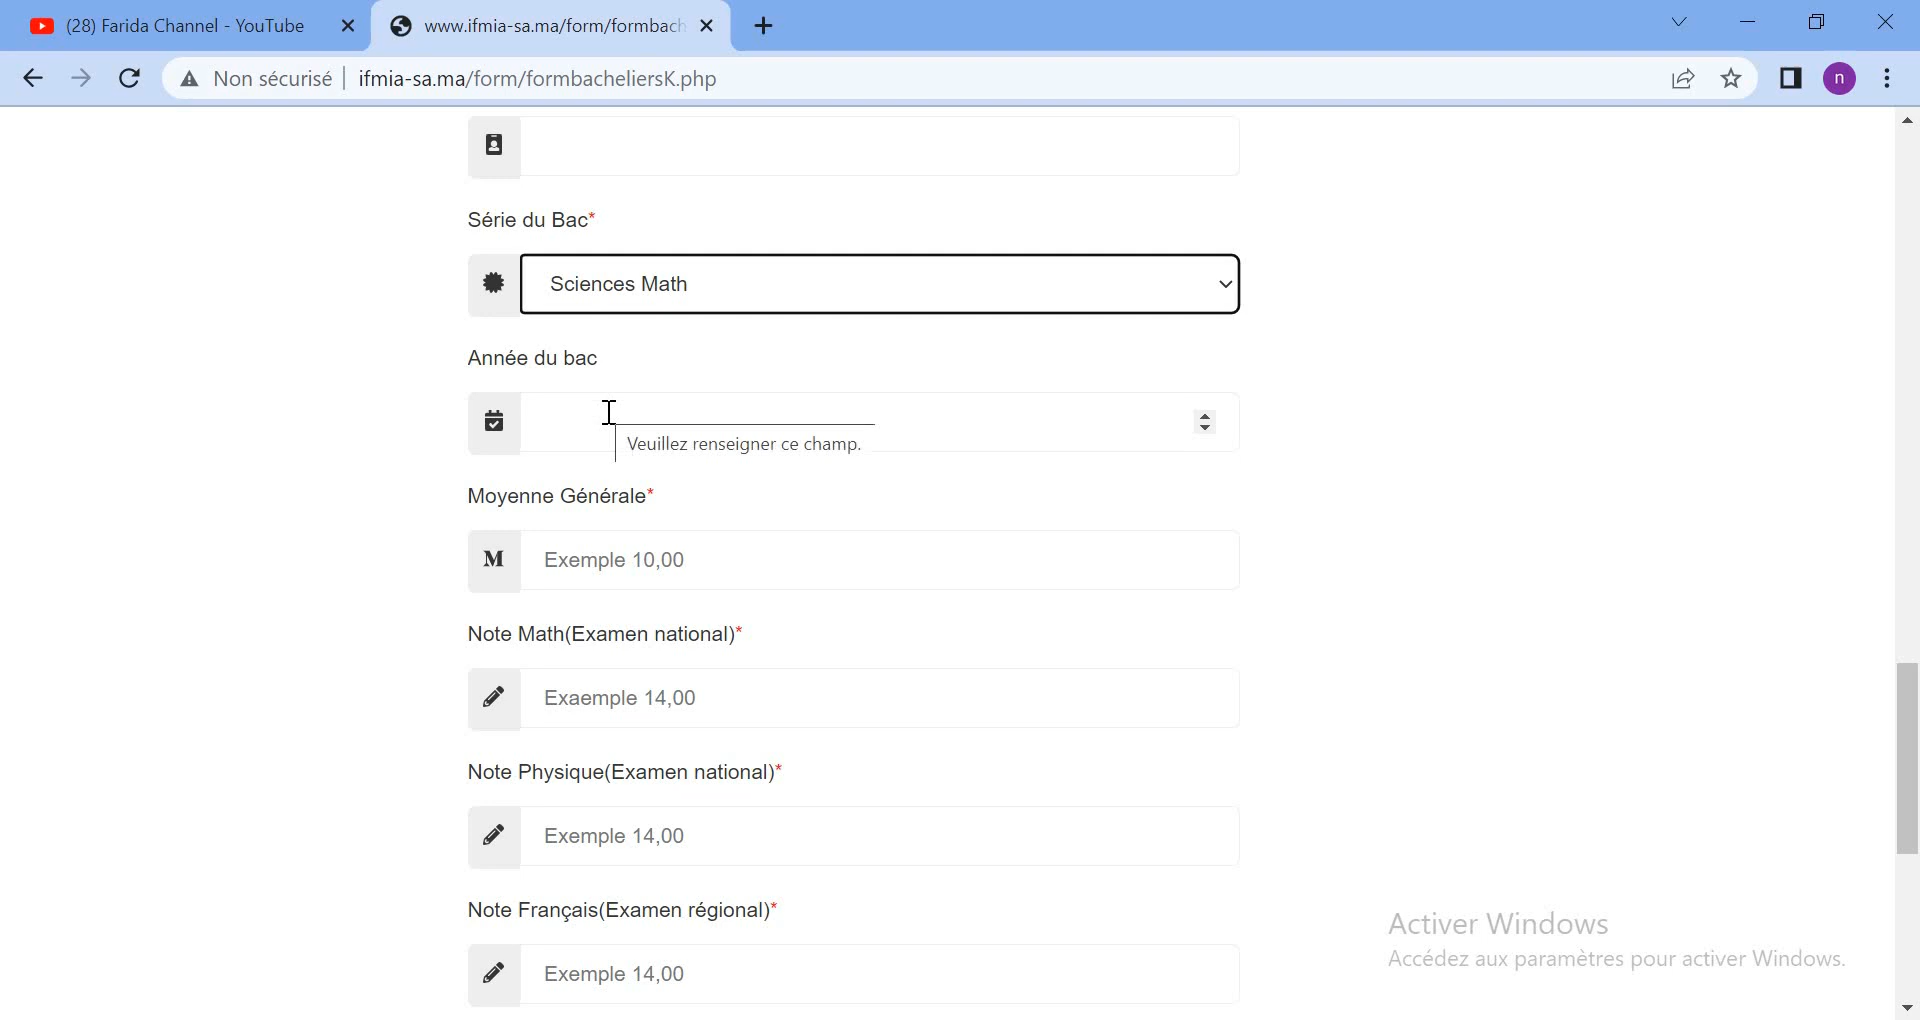 (28) Farida Channel - YouTube
www.ifmia-sa.ma/form/formbach
Non sécurisé
ifmia-sa.ma/form/formbacheliersK.php
n
Série du Bac*
Sciences Math
Année du bac
Veuillez renseigner ce champ.
Moyenne Générale*
M
Exemple 10,00
Note Math(Examen national)*
Exaemple 14,00
Note Physique(Examen national)*
Exemple 14,00
Note Français(Examen régional)*
Exemple 14,00
Activer Windows
Accédez aux paramètres pour activer Windows.